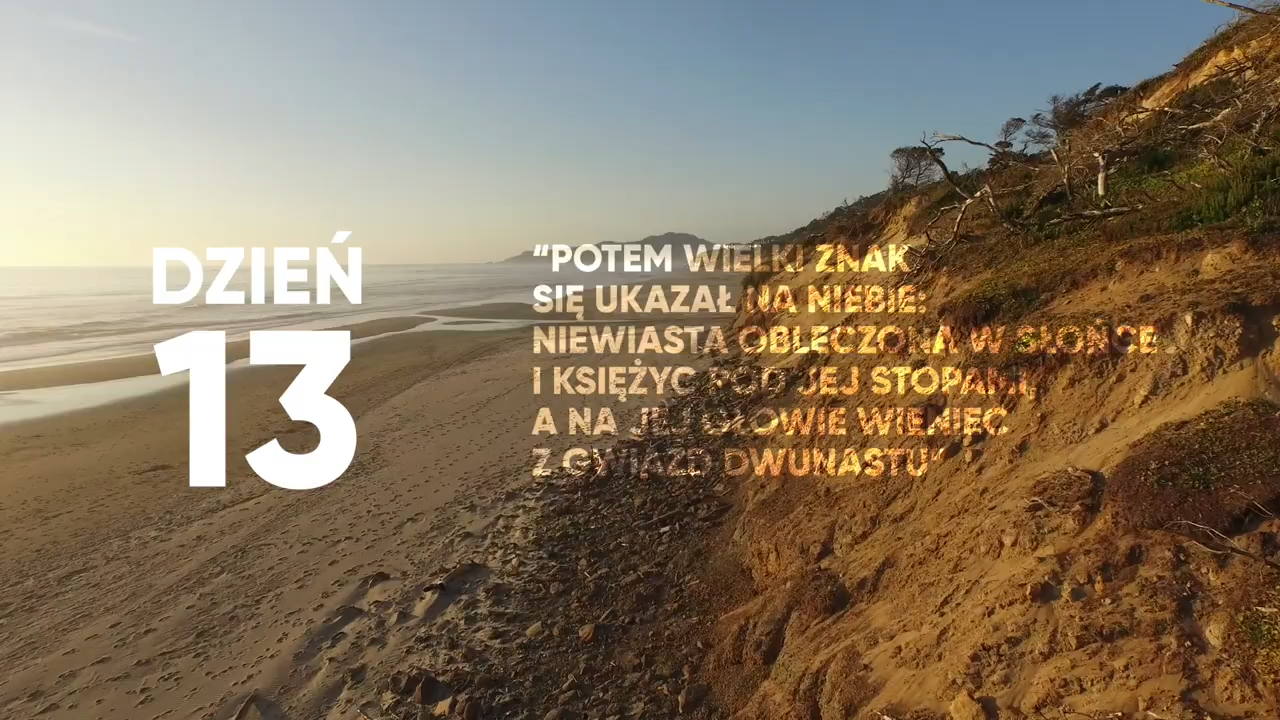 DZIEŃ
13
“POTEM WIELKI ZNAK
SIĘ UKAZAŁ NA NIEBIE:
NIEWIASTA OBLECZONA W SŁOŃCE
I KSIĘŻYC POD JEJ STOPAMI,
A NA JEJ GŁOWIE WIENIEC
Z GWIAZD DWUNASTU”